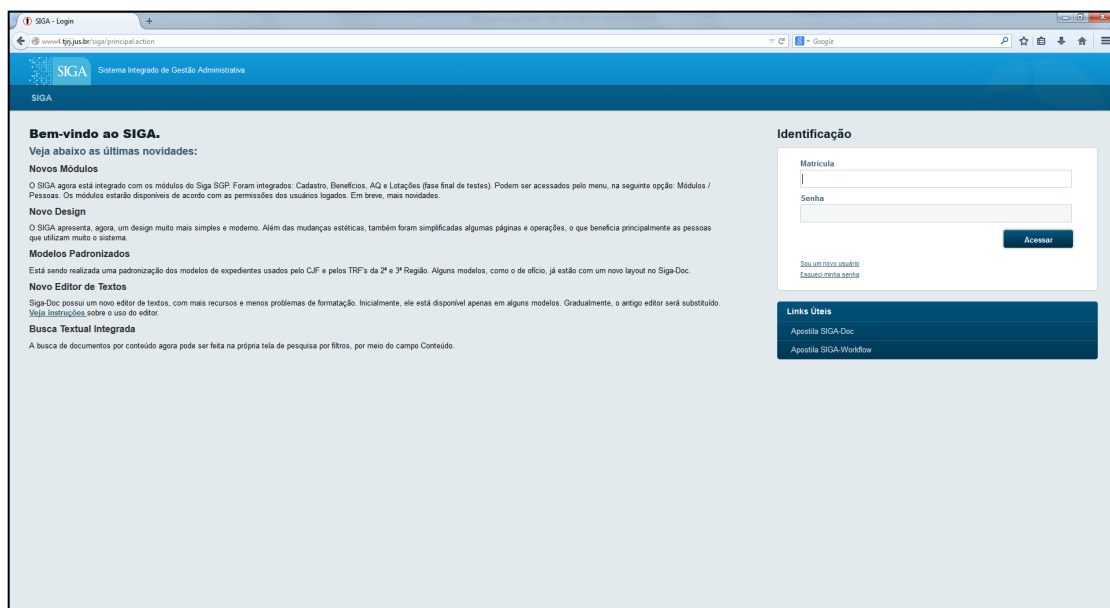 SIGA - Login
www4.tjrj.jus.br/siga/principal.action
Google
SIGA
Sistema Integrado de Gestão Administrativa
SIGA
Bem-vindo ao SIGA.
Veja abaixo as últimas novidades:
Novos Módulos
O SIGA agora está integrado com os módulos do Siga SGP. Foram integrados: Cadastro, Benefícios, AQ e Lotações (fase final de testes). Podem ser acessados pelo menu, na seguinte opção: Módulos /
Pessoas. Os módulos estarão disponíveis de acordo com as permissões dos usuários logados. Em breve, mais novidades.
Novo Design
O SIGA apresenta, agora, um design muito mais simples e moderno. Além das mudanças estéticas, também foram simplificadas algumas páginas e operações, o que beneficia principalmente as pessoas
que utilizam muito o sistema.
Modelos Padronizados
Está sendo realizada uma padronização dos modelos de expedientes usados pelo CJF e pelos TRF's da 2ª e 3ª Região. Alguns modelos, como o de ofício, já estão com um novo layout no Siga-Doc.
Novo Editor de Textos
Siga-Doc possui um novo editor de textos, com mais recursos e menos problemas de formatação. Inicialmente, ele está disponível apenas em alguns modelos. Gradualmente, o antigo editor será substituído.
Veja instruções sobre o uso do editor.
Busca Textual Integrada
A busca de documentos por conteúdo agora pode ser feita na própria tela de pesquisa por filtros, por meio do campo Conteúdo.
Identificação
Matrícula
Senha
Acessar
Sou um novo usuário
Esqueci minha senha
Links Úteis
Apostila SIGA-Doc
Apostila SIGA-Workflow